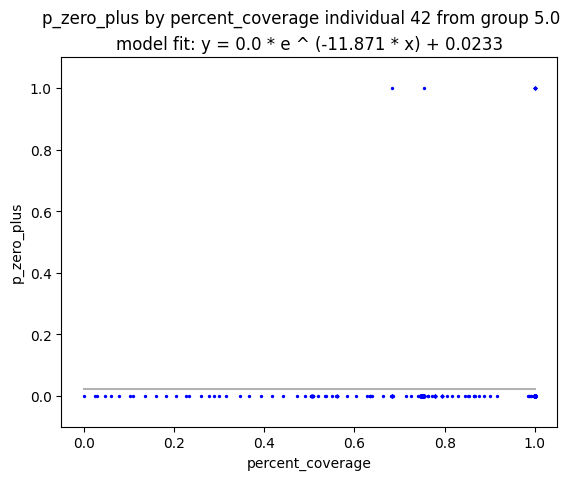 p_zero_plus by percent_coverage individual 42 from group 5.0
model fit: y = 0.0 * e ^ (-11.871 * x) + 0.0233
1.0
0.8
0.6
0.4
0.2
0.0
p_zero_plus
0.0 0.2 0.4 0.6 0.8 1.0
percent_coverage